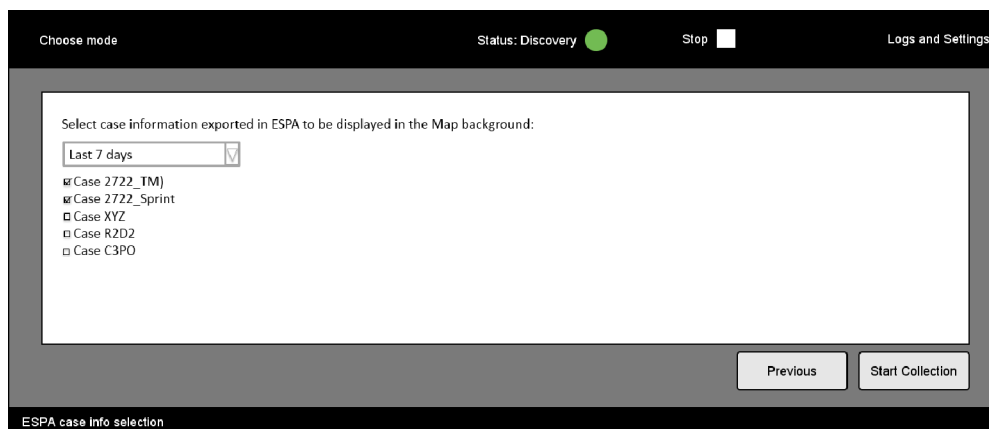 Choose mode Status: Discovery Stop Logs and Settings
Select case information exported in ESPA to be displayed in the Map background:
Last 7 days
Case 2722_TM)
Case 2722_Sprint
Case XYZ
Case R2D2
Case C3PO
Previous Start Collection
ESPA case info selection